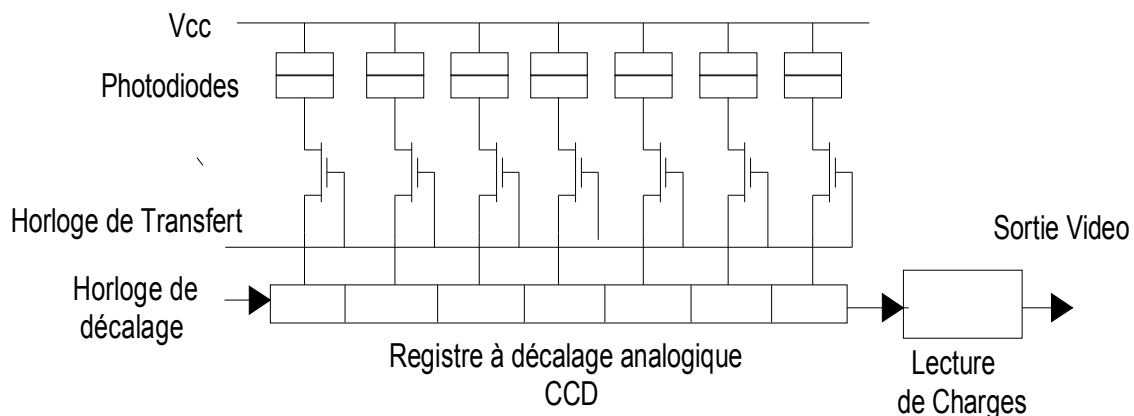 Vcc
Photodiodes
Horloge de Transfert
Sortie Video
Horloge de
décalage
Registre à décalage analogique
CCD
Lecture
de Charges